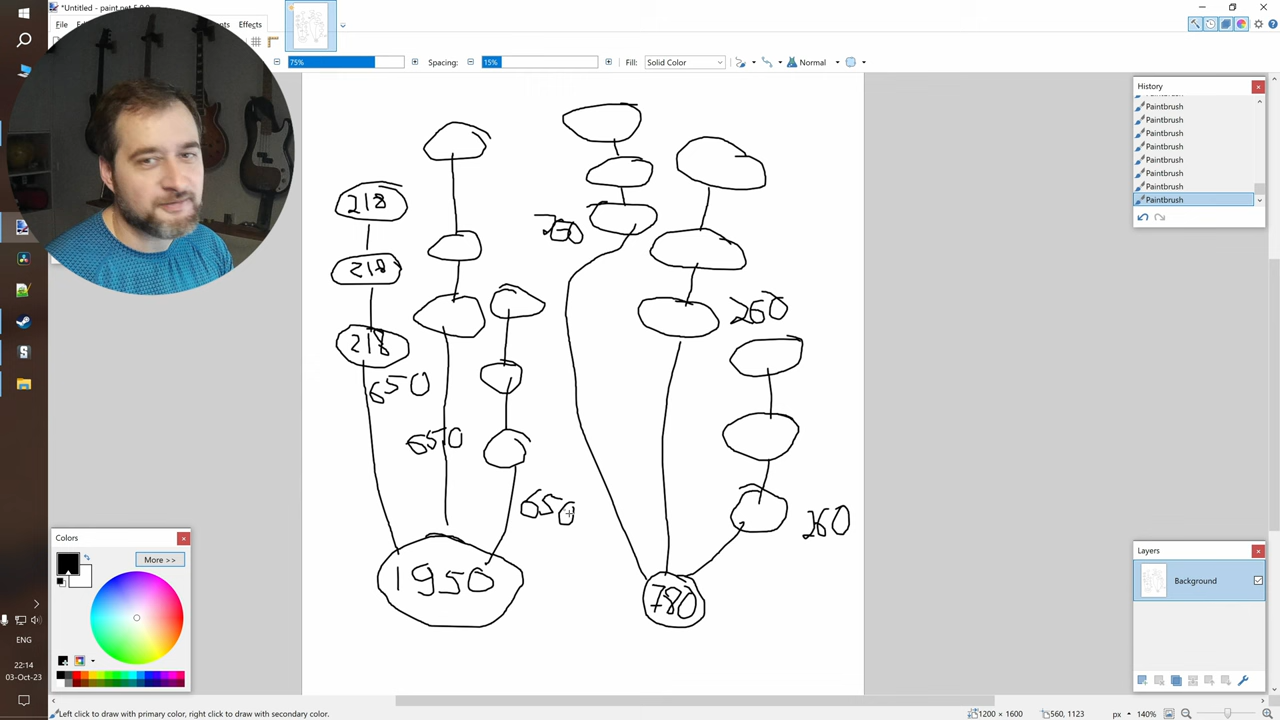 *Untitled - paint.net 5.0.9
File
Effects
75%
Spacing:
15%
Fill:
Solid Color
Normal
History
Paintbrush
Paintbrush
Paintbrush
Paintbrush
Paintbrush
Paintbrush
Paintbrush
Paintbrush
218
218
218
650
650
650
1950
260
260
260
780
Colors
More >>
Layers
Background
ENG
22:14
03-Oct-23
Left click to draw with primary color, right click to draw with secondary color.
1200 × 1600
560, 1123
px
140%